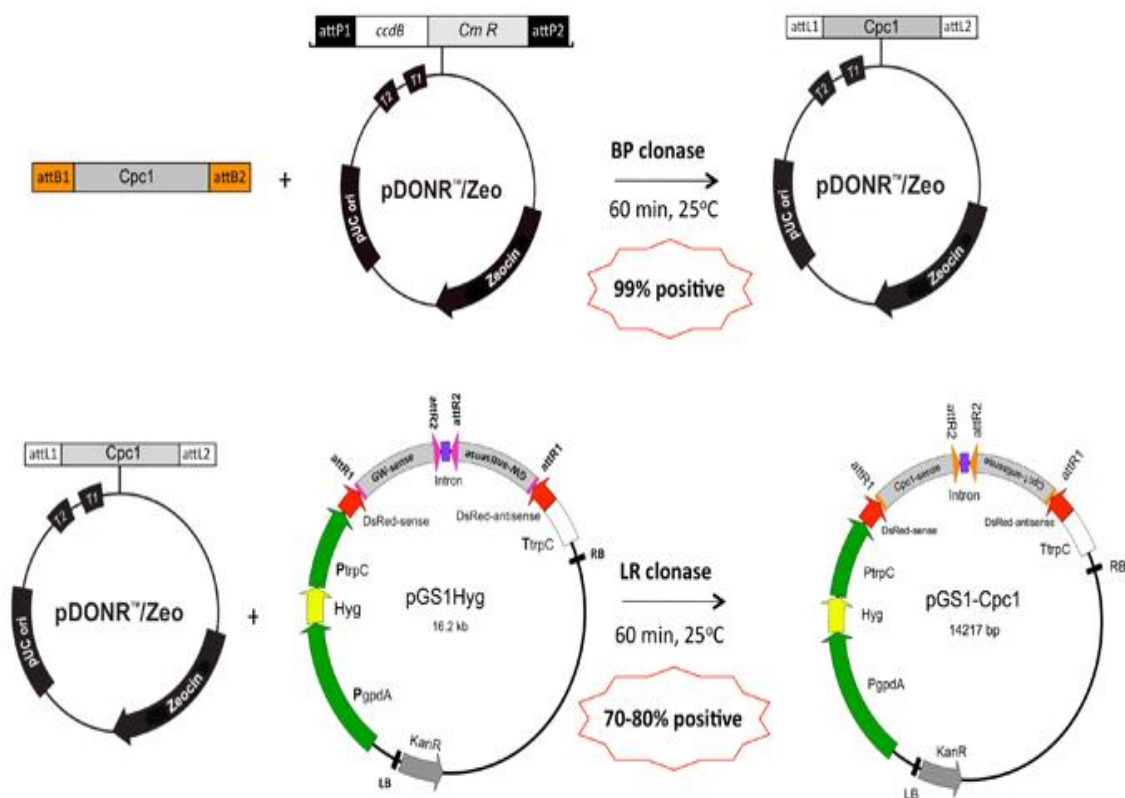 attP1 ccdB Cm R attP2
T2 T1
pUC ori
pDONR™/Zeo
Zeocin
attB1 Cpc1 attB2
+
BP clonase
60 min, 25°C
99% positive
attL1 Cpc1 attL2
T2 T1
pUC ori
pDONR™/Zeo
Zeocin
attL1 Cpc1 attL2
T2 T1
pUC ori
pDONR™/Zeo
Zeocin
+
attR2 attR2
attR1 GW-sense GW-antisense attR1
Intron
DsRed-sense DsRed-antisense
TtrpC
RB
PtrpC
Hyg
pGS1Hyg
16.2 kb
PgpdA
KanR
LB
LR clonase
60 min, 25°C
70-80% positive
attR2 attR2
attR1 Cpc1-sense Cpc1-antisense attR1
Intron
DsRed-sense DsRed-antisense
TtrpC
RB
PtrpC
Hyg
pGS1-Cpc1
14217 bp
PgpdA
KanR
LB